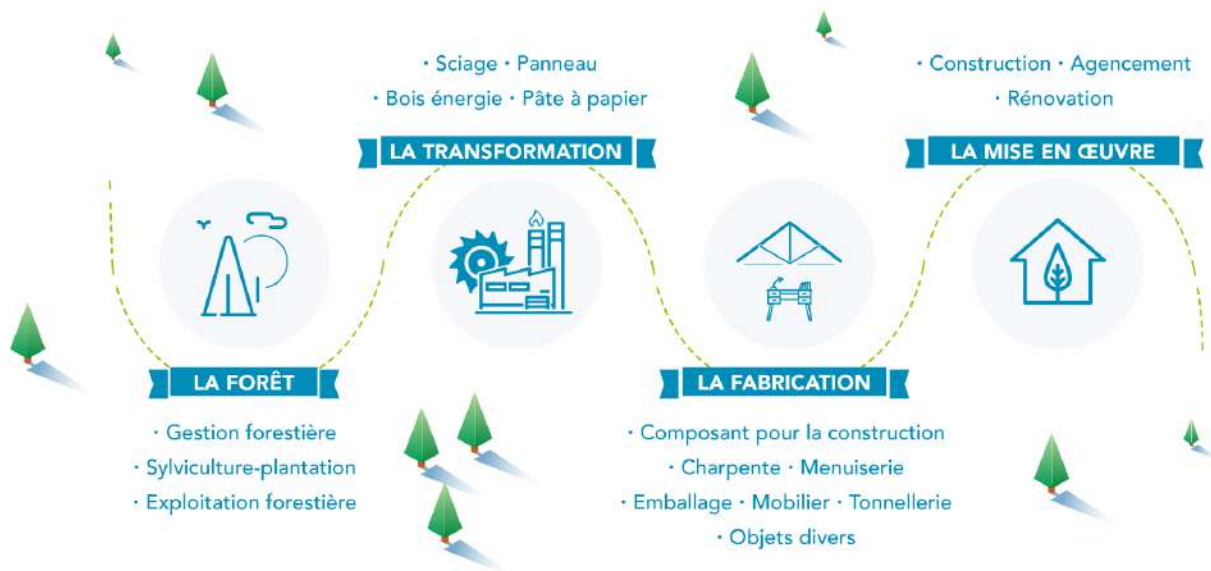 LA FORÊT
· Gestion forestière
· Sylviculture-plantation
· Exploitation forestière
· Sciage · Panneau
· Bois énergie · Pâte à papier
LA TRANSFORMATION
LA FABRICATION
· Composant pour la construction
· Charpente · Menuiserie
· Emballage · Mobilier · Tonnellerie
· Objets divers
· Construction · Agencement
· Rénovation
LA MISE EN ŒUVRE